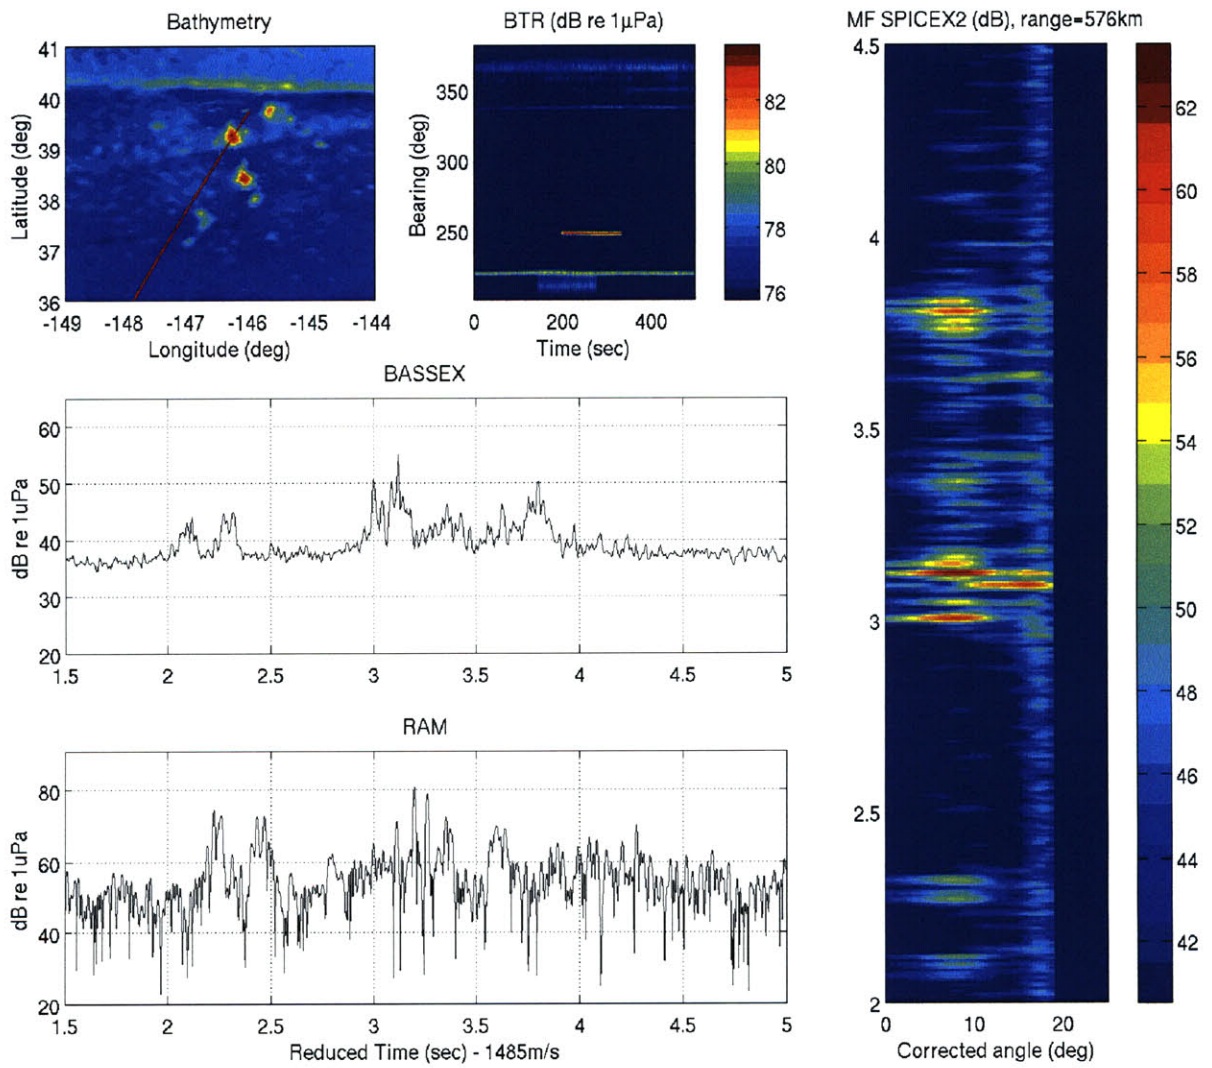 Bathymetry
41
40
39
38
37
36
Latitude (deg)
-149 -148 -147 -146 -145 -144
Longitude (deg)
BTR (dB re 1µPa)
350
300
250
Bearing (deg)
0 200 400
Time (sec)
82
80
78
76
BASSEX
60
50
40
30
20
dB re 1uPa
1.5 2 2.5 3 3.5 4 4.5 5
RAM
80
60
40
20
dB re 1uPa
1.5 2 2.5 3 3.5 4 4.5 5
Reduced Time (sec) - 1485m/s
MF SPICEX2 (dB), range=576km
4.5
4
3.5
3
2.5
2
0 10 20
Corrected angle (deg)
62
60
58
56
54
52
50
48
46
44
42